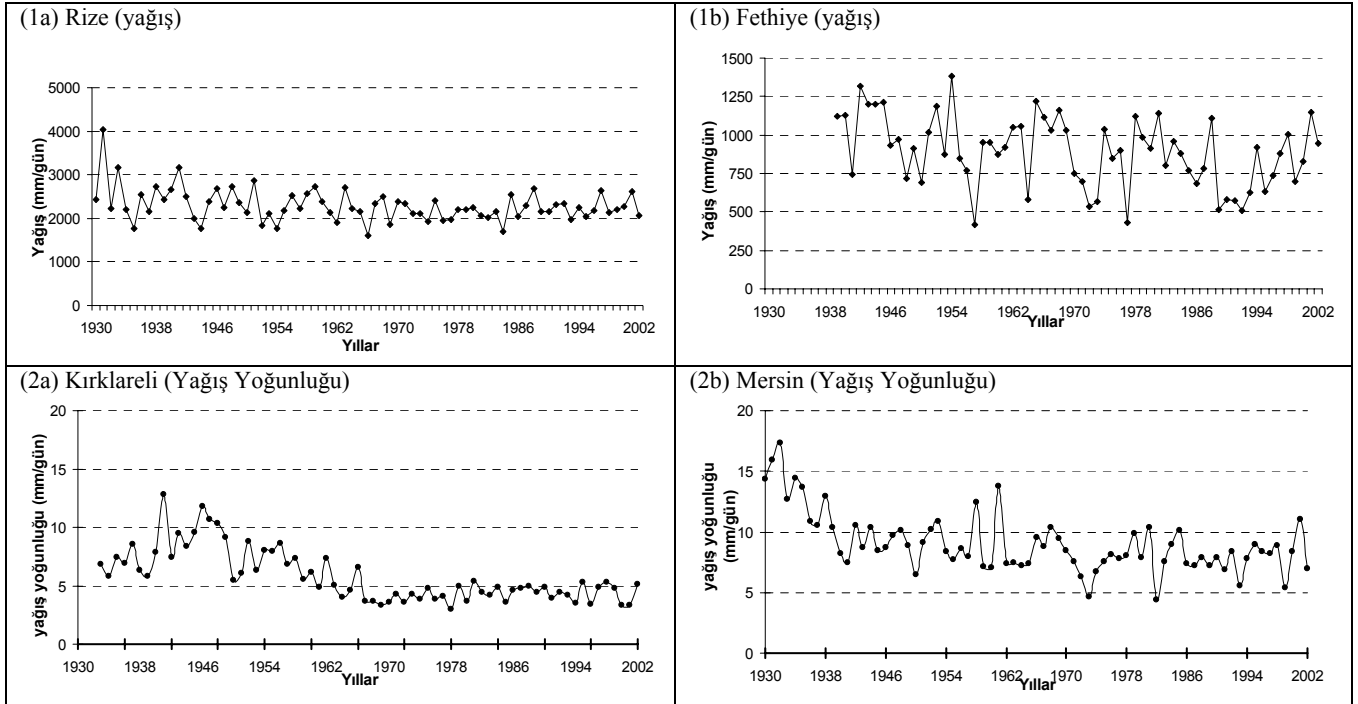 (1a) Rize (yağış)
Yağış (mm/gün)
5000
4000
3000
2000
1000
0
1930 1938 1946 1954 1962 1970 1978 1986 1994 2002
Yıllar
(1b) Fethiye (yağış)
Yağış (mm/gün)
1500
1250
1000
750
500
250
0
1930 1938 1946 1954 1962 1970 1978 1986 1994 2002
Yıllar
(2a) Kırklareli (Yağış Yoğunluğu)
yağış yoğunluğu (mm/gün)
20
15
10
5
0
1930 1938 1946 1954 1962 1970 1978 1986 1994 2002
Yıllar
(2b) Mersin (Yağış Yoğunluğu)
yağış yoğunluğu
(mm/gün)
20
15
10
5
0
1930 1938 1946 1954 1962 1970 1978 1986 1994 2002
Yıllar